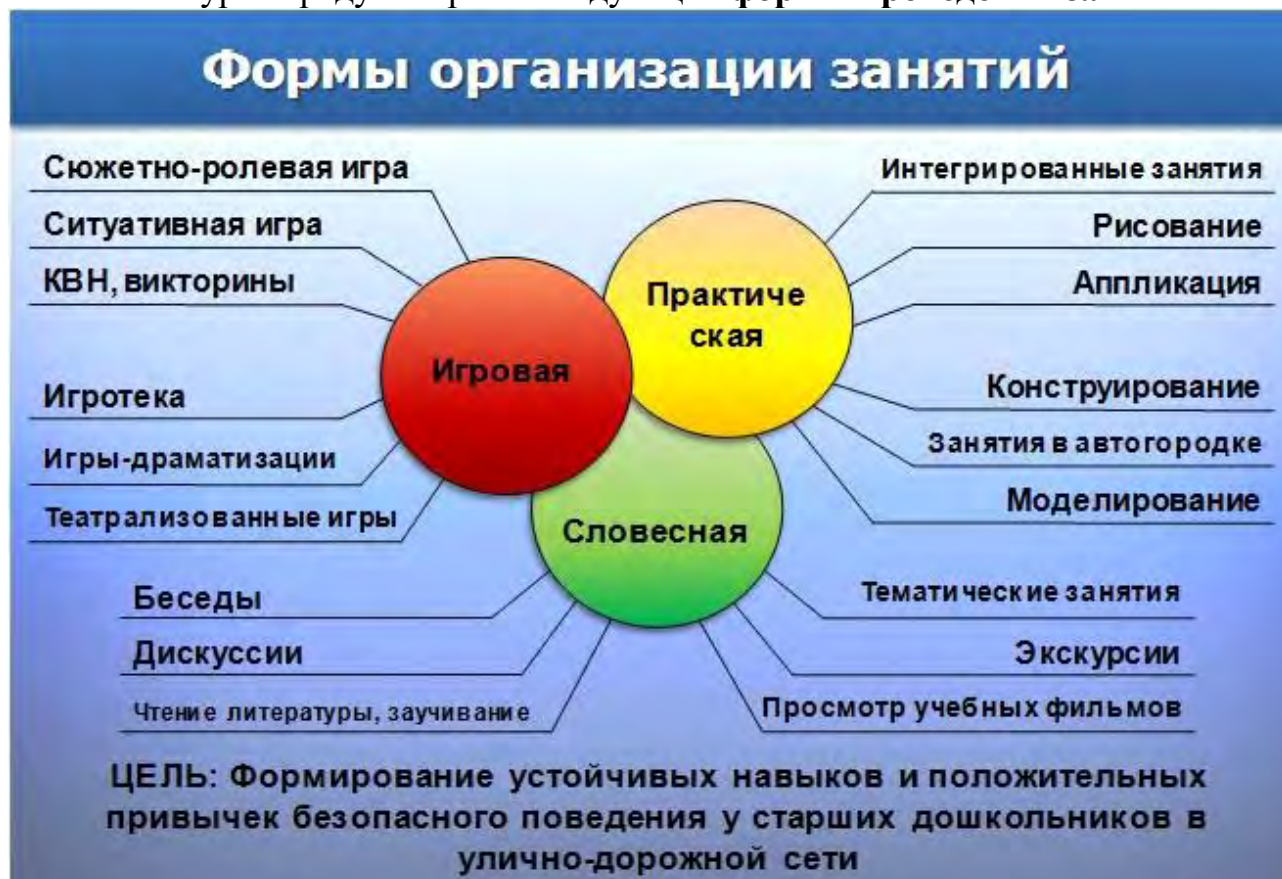 Формы организации занятий
Сюжетно-ролевая игра
Ситуативная игра
КВН, викторины
Игротека
Игры-драматизации
Театрализованные игры
Игровая
Практиче
ская
Словесная
Интегрированные занятия
Рисование
Аппликация
Конструирование
Занятия в автогородке
Моделирование
Беседы
Дискуссии
Чтение литературы, заучивание
Тематические занятия
Экскурсии
Просмотр учебных фильмов
ЦЕЛЬ: Формирование устойчивых навыков и положительных
привычек безопасного поведения у старших дошкольников в
улично-дорожной сети